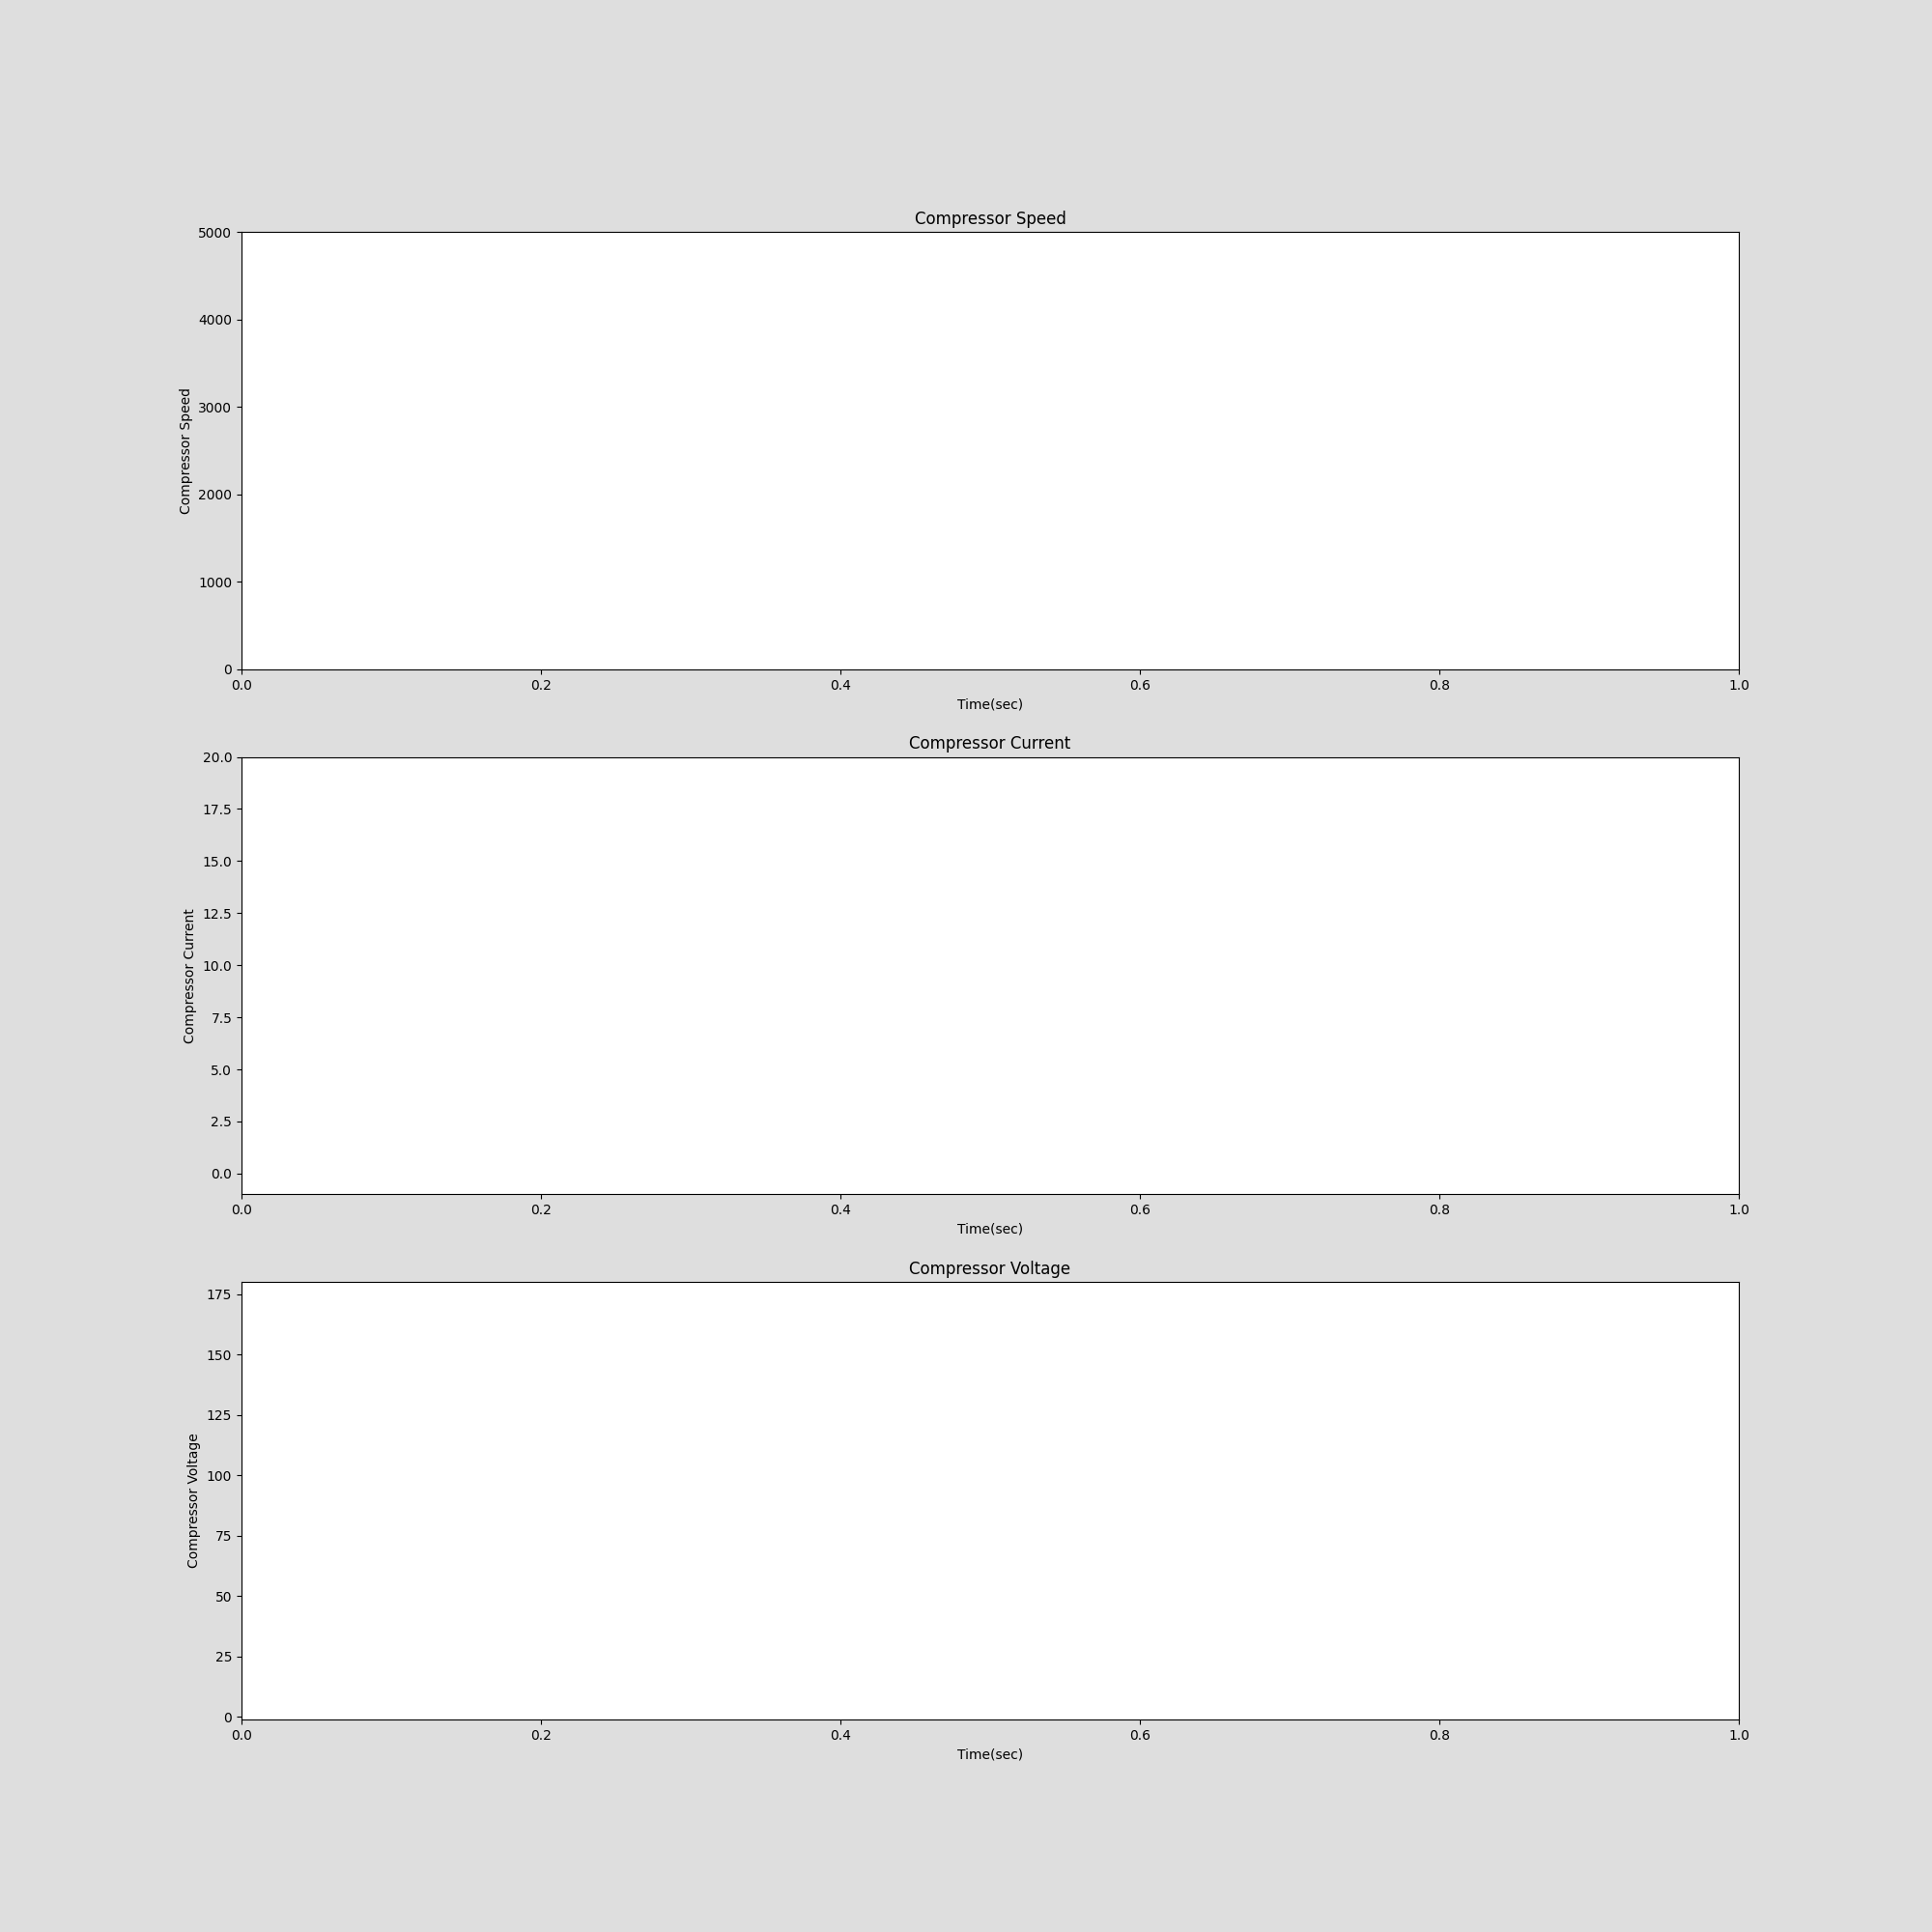 Compressor Speed
5000
4000
3000
2000
1000
0
Compressor Speed
0.0 0.2 0.4 0.6 0.8 1.0
Time(sec)
Compressor Current
20.0
17.5
15.0
12.5
10.0
7.5
5.0
2.5
0.0
Compressor Current
0.0 0.2 0.4 0.6 0.8 1.0
Time(sec)
Compressor Voltage
175
150
125
100
75
50
25
0
Compressor Voltage
0.0 0.2 0.4 0.6 0.8 1.0
Time(sec)